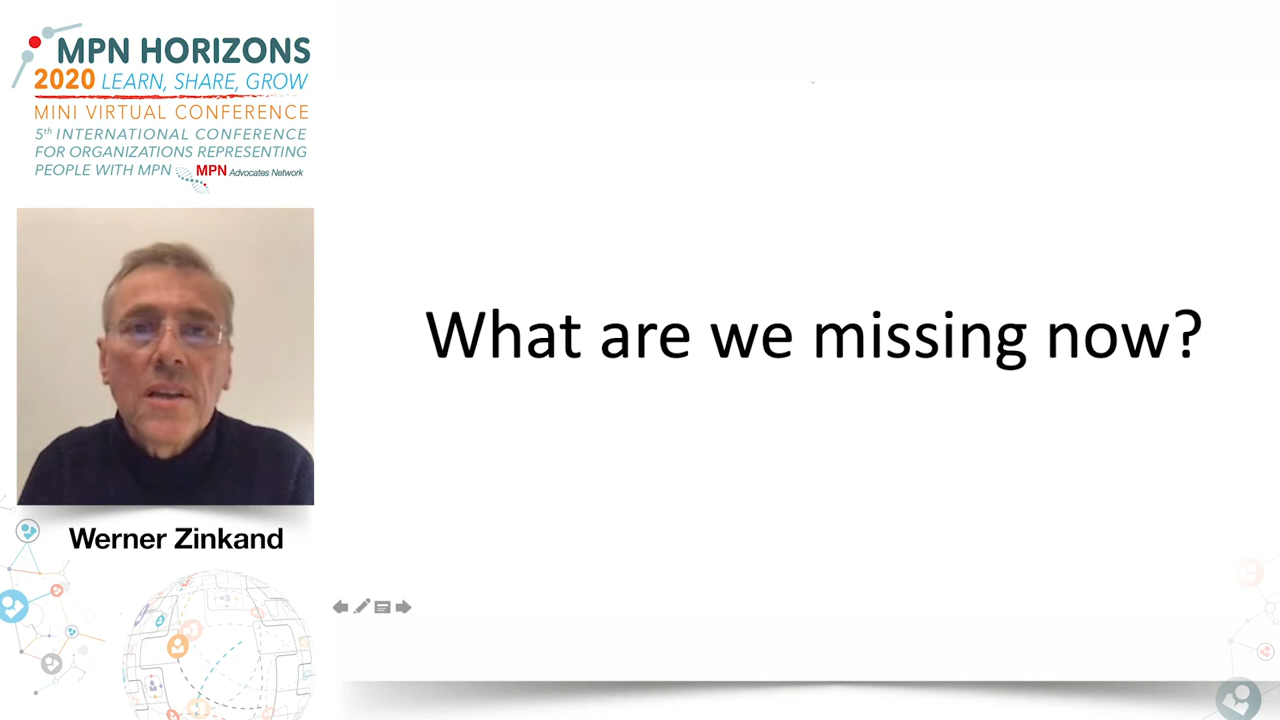 MPN HORIZONS
2020 LEARN, SHARE, GROW
MINI VIRTUAL CONFERENCE
5th INTERNATIONAL CONFERENCE
FOR ORGANIZATIONS REPRESENTING
PEOPLE WITH MPN MPN Advocates Network
What are we missing now?
Werner Zinkand